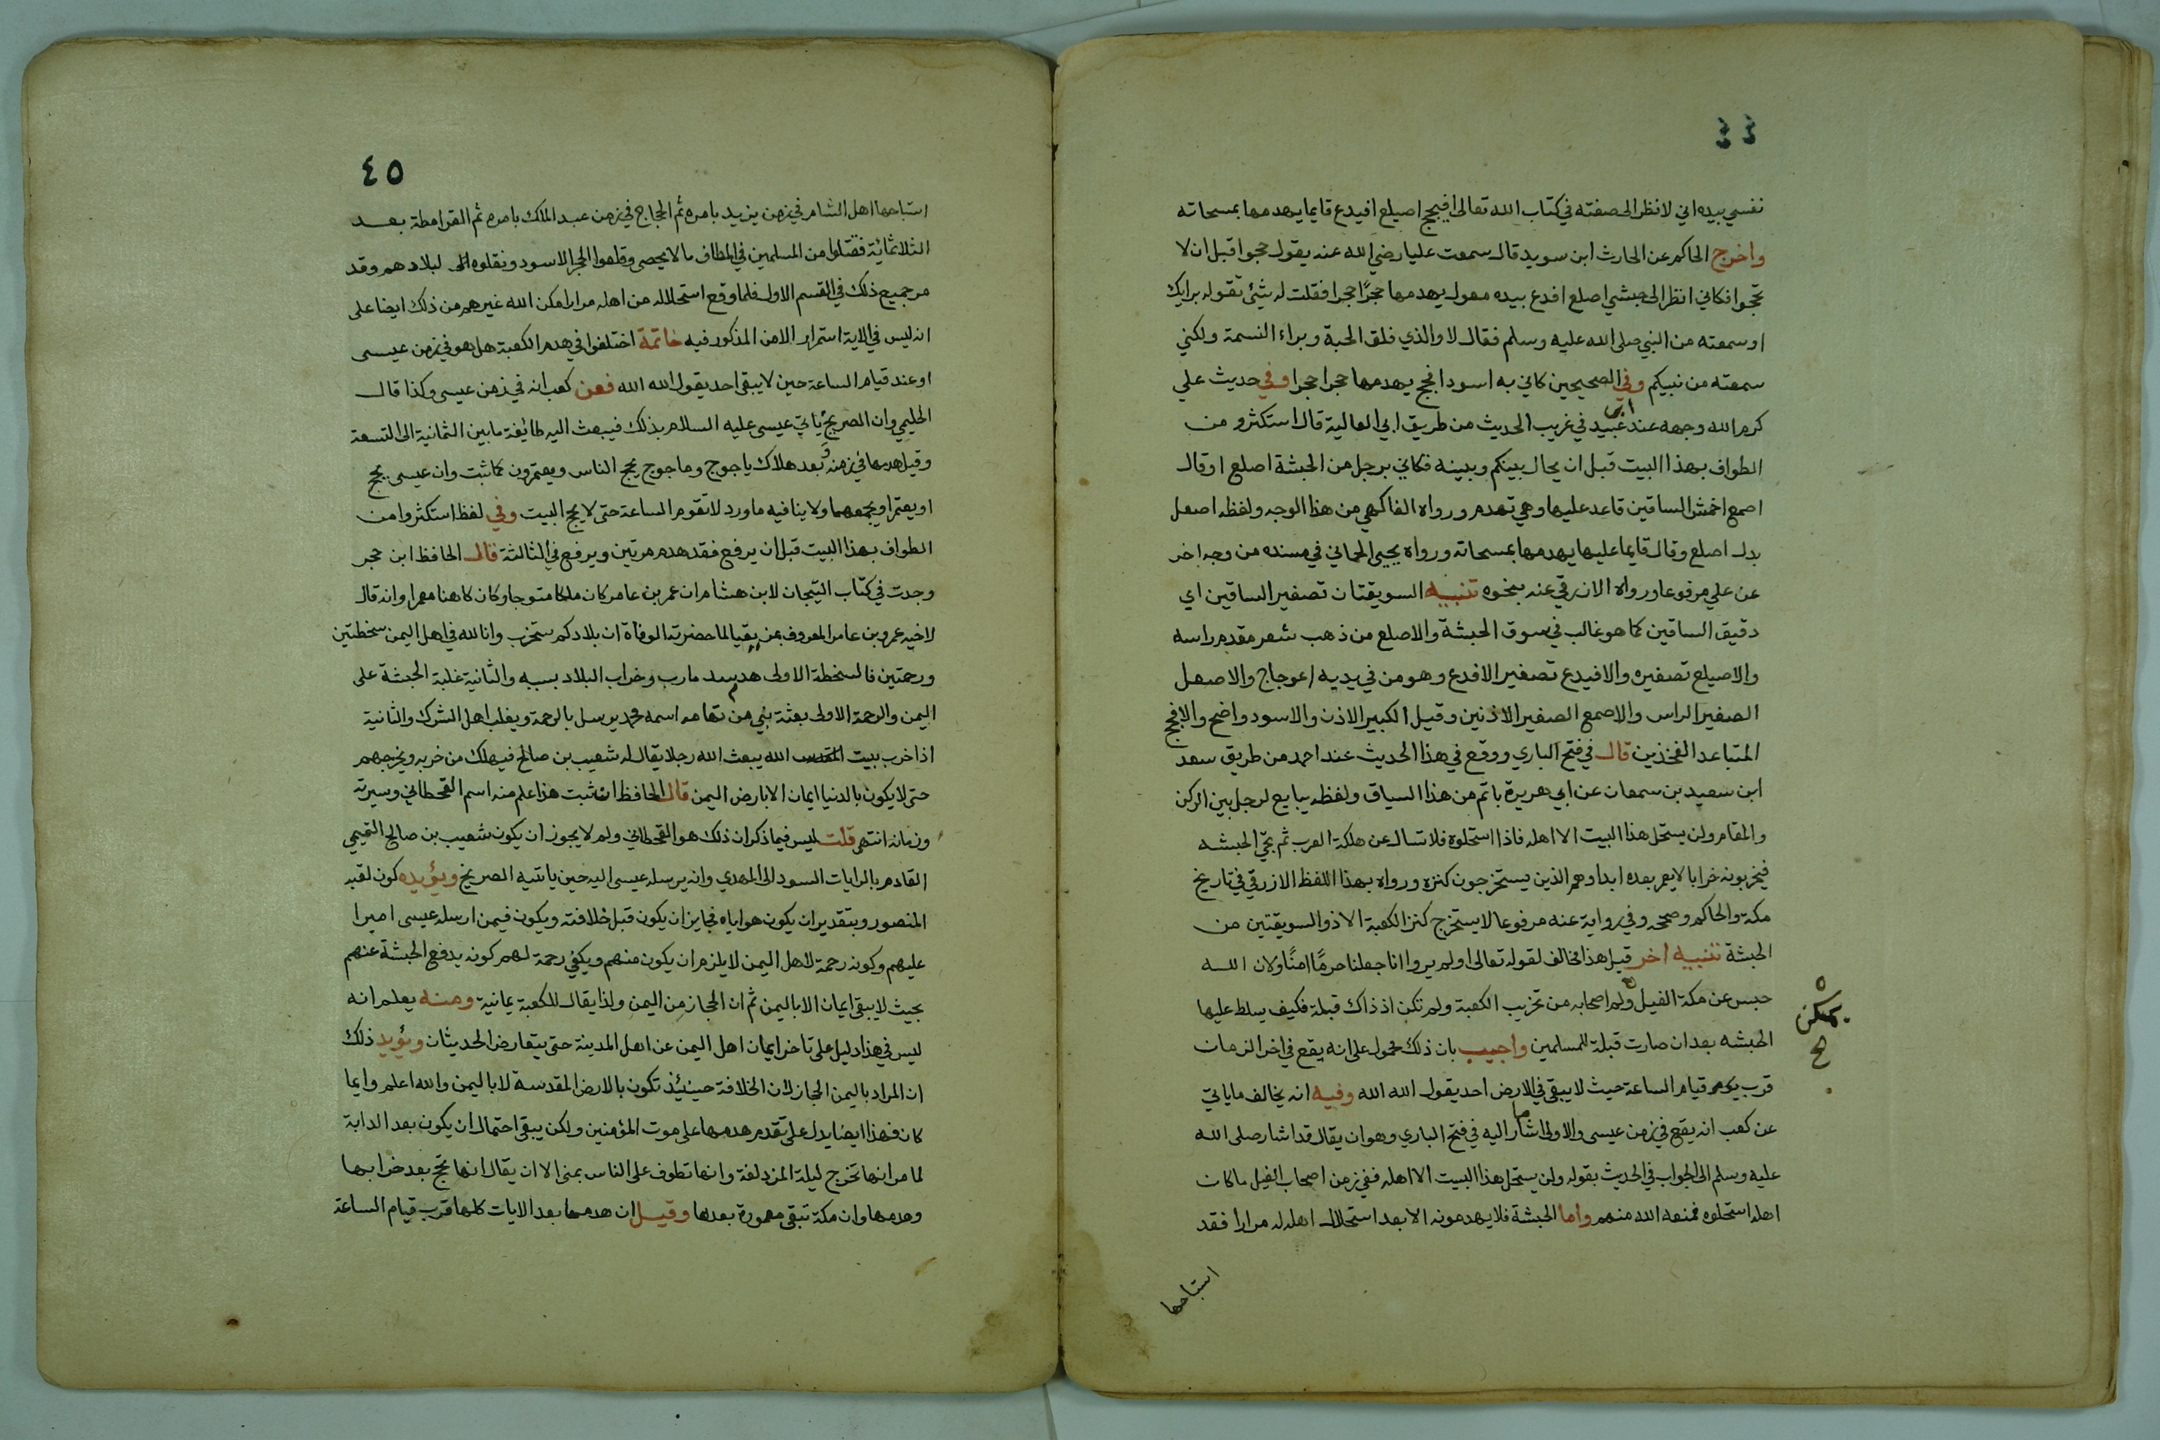 ٤٤
نفسي بيده اني لانظر الى صفته في كتاب الله تعالى افيحج اصيلع افيدع قايما يهدمها بمسحاته
واخرج الحاكم عن الحارث ابن سويد قال سمعت عليا رضي الله عنه يقول حجوا قبل ان لا
تحجوا فكاني انظر الى حبشي اصلع افدع بيده معول يهدمها حجرًا حجرا فقلت له شئ تقوله برايك
او سمعته من النبي صلى الله عليه وسلم فقال لا والذي فلق الحبة وبراء النسمة ولكني
سمعته من نبيكم وفي الصحيحين كاني به اسود افحج يهدمها حجرا حجرا وفي حديث علي
كرم الله وجهه عند ابي عبيد في غريب الحديث من طريق ابي العالية قال استكثرو من
الطواف بهذا البيت قبل ان يحال بينكم وبينه فكاني برجل من الحبشة اصلع او قال
اصمع احمش الساقين قاعد عليها وهي تهدم ورواه الفاكهي من هذا الوجه ولفظه اصعل
بدل اصلع وقال قايما عليها يهدمها بمسحاته ورواه يحيى الحماني في مسنده من وجه اخر
عن علي مرفوعا ورواه الازرقي عنه بنحوه تنبيه السويقتان تصغير الساقين اي
دقيق الساقين كما هو غالب في سوق الحبشة والاصلع من ذهب شعر مقدم راسه
والاصيلع تصغيره والافيدع تصغير الافدع وهو من في يديه اعوجاج والاصعل
الصغير الراس والاصمع الصغير الاذنين وقيل الكبير الاذن والاسود واضح والافحج
المتباعد الفخذين قال في فتح الباري ووقع في هذا الحديث عند احمد من طريق سعد
ابن سعيد بن سمعان عن ابي هريرة باتم من هذا السياق ولفظه يبايع لرجل بين الركن
والمقام ولن يستحل هذا البيت الا اهله فاذا استحلوه فلا تسال عن هلكة العرب ثم تجي الحبشه
فيخربونه خرابا لا يعمر بعده ابدا وهم الذين يستخرجون كنزه ورواه بهذا اللفظ الازرقي في تاريخ
مكة والحاكم وصححه وفي رواية عنه مرفوعا لا يستخرج كنز الكعبة الا ذو السويقتين من
الحبشة تنبيه اخر قيل هذا مخالف لقوله تعالى اولم يروا انا جعلنا حرمًا امنًا ولان الله
حبس عن مكة الفيل ولم يمكن اصحابه من تخريب الكعبة ولم تكن اذ ذاك قبلة فكيف يسلط عليها
يمكن
صح
الحبشه بعد ان صارت قبلة للمسلمين واجيب بان ذلك محمول على انه يقع في اخر الزمان
قرب يوم قيام الساعة حيث لا يبقى في الارض احد يقول الله الله وفيه انه يخالف ما ياتي
عن كعب انه يقع في زمن عيسى والاولى ما اشار اليه في فتح الباري وهو ان يقال قد اشار صلى الله
عليه وسلم الى الجواب في الحديث بقوله ولن يستحل هذا البيت الا اهله ففي زمن اصحاب الفيل ما كان
اهله استحلوه فمنعه الله منهم واما الحبشة فلا يهدمونه الا بعد استحلال اهله له مرارا فقد
استباحها
٤٥
استباحها اهل الشام في زمن يزيد بامره ثم الحجاج في زمن عبد الملك بامره ثم القرامطة بعد
الثلاثمائة فقتلوا من المسلمين في المطاف ما لا يحصى وقلعوا الحجر الاسود ونقلوه الى لبلادهم وقد
مر جميع ذلك في القسم الاول فلما وقع استحلاله من اهله مرارا مكن الله غيرهم من ذلك ايضا على
انه ليس في الاية استمرار الامن المذكور فيه خاتمة اختلفوا في هدم الكعبة هل هو في زمن عيسى
او عند قيام الساعة حين لا يبقى احد يقول الله الله فعن كعب انه في زمن عيسى وكذا قال
الحليمي وان الصريخ ياتي عيسى عليه السلام بذلك فيبعث اليه طائفة ما بين الثمانية الى التسعة
وقيل هدمها في زمنه وبعد هلاك ياجوج وماجوج يحج الناس ويعتمرون كما ثبت وان عيسى يحج
او يعتمر او يجمعهما ولا ينافيه ما ورد لا تقوم الساعة حتى لا يحج البيت وفي لفظ استكثروا من
الطواف بهذا البيت قبل ان يرفع فقد هدم مرتين ويرفع في الثالثة قال الحافظ ابن حجر
وجدت في كتاب التيجان لابن هشام ان عمر بن عامر كان ملكا متوجا وكان كاهنا معمرا وانه قال
لاخيه عمرو بن عامر المعروف بمزيقيا لما حضرته الوفاة ان بلادكم ستخرب وان لله في اهل اليمن سخطتين
ورحمتين فالسخطة الاولى هدم سد مارب وخراب البلاد بسببه والثانية غلبة الحبشة على
اليمن والرحمة الاولى بعثة نبي من تهامه اسمه محمد يرسل بالرحمة ويغلب اهل الشرك والثانية
اذا خرب بيت الله يبعث الله رجلا يقال له شعيب بن صالح فيهلك من خربه ويخرجهم
حتى لا يكون بالدنيا ايمان الا بارض اليمن قال الحافظ ان ثبت هذا علم منه اسم القحطاني وسيرته
وزمانه انتهى قلت ليس فيما ذكر ان ذلك هو القحطاني ولم لا يجوز ان يكون شعيب بن صالح التميمي
القادم بالرايات السود الى المهدي وانه يرسله عيسى اليه حين ياتيه الصريخ ويؤيده كون لقبه
المنصور وبتقدير ان يكون هو اياه فجايز ان يكون قبل خلافته ويكون فيمن ارسله عيسى اميرا
عليهم وكونه رحمة لاهل اليمن لا يلزم ان يكون منهم ويكفي رحمة لهم كونه يدفع الحبشة عنهم
بحيث لا يبقى ايمان الا باليمن ثم ان الحجاز من اليمن ولذا يقال للكعبة يمانية ومنه يعلم انه
ليس في هذا دليل على تاخر ايمان اهل اليمن عن اهل المدينة حتى يتعارض الحديثان ويؤيد ذلك
ان المراد باليمن الحجاز لان الخلافة حينئذ تكون بالارض المقدسة لا باليمن والله اعلم وايما
كان فهذا ايضا يدل على تقدم هدمها على موت المؤمنين ولكن يبقى احتمال ان يكون بعد الدابة
لما مر انها تخرج ليلة المزدلفة وانها تطوف على الناس بمنى الا ان يقال انها تحج بعد خرابها
وهدمها وان مكة تبقى معمورة بعدها وقيل ان هدمها بعد الايات كلها قرب قيام الساعة